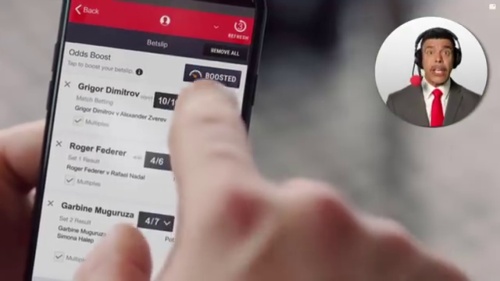 Back
REFRESH
Betslip
REMOVE ALL
Odds Boost
Tap to boost your betslip.
BOOSTED
Grigor Dimitrov
Match Betting
Grigor Dimitrov v Alexander Zverev
Multiples
Roger Federer
4/6
Set 1 Result
Roger Federer v Rafael Nadal
Multiples
Garbine Muguruza
4/7
Set 2 Result
Garbine Muguruza
Simona Halep
Multiples